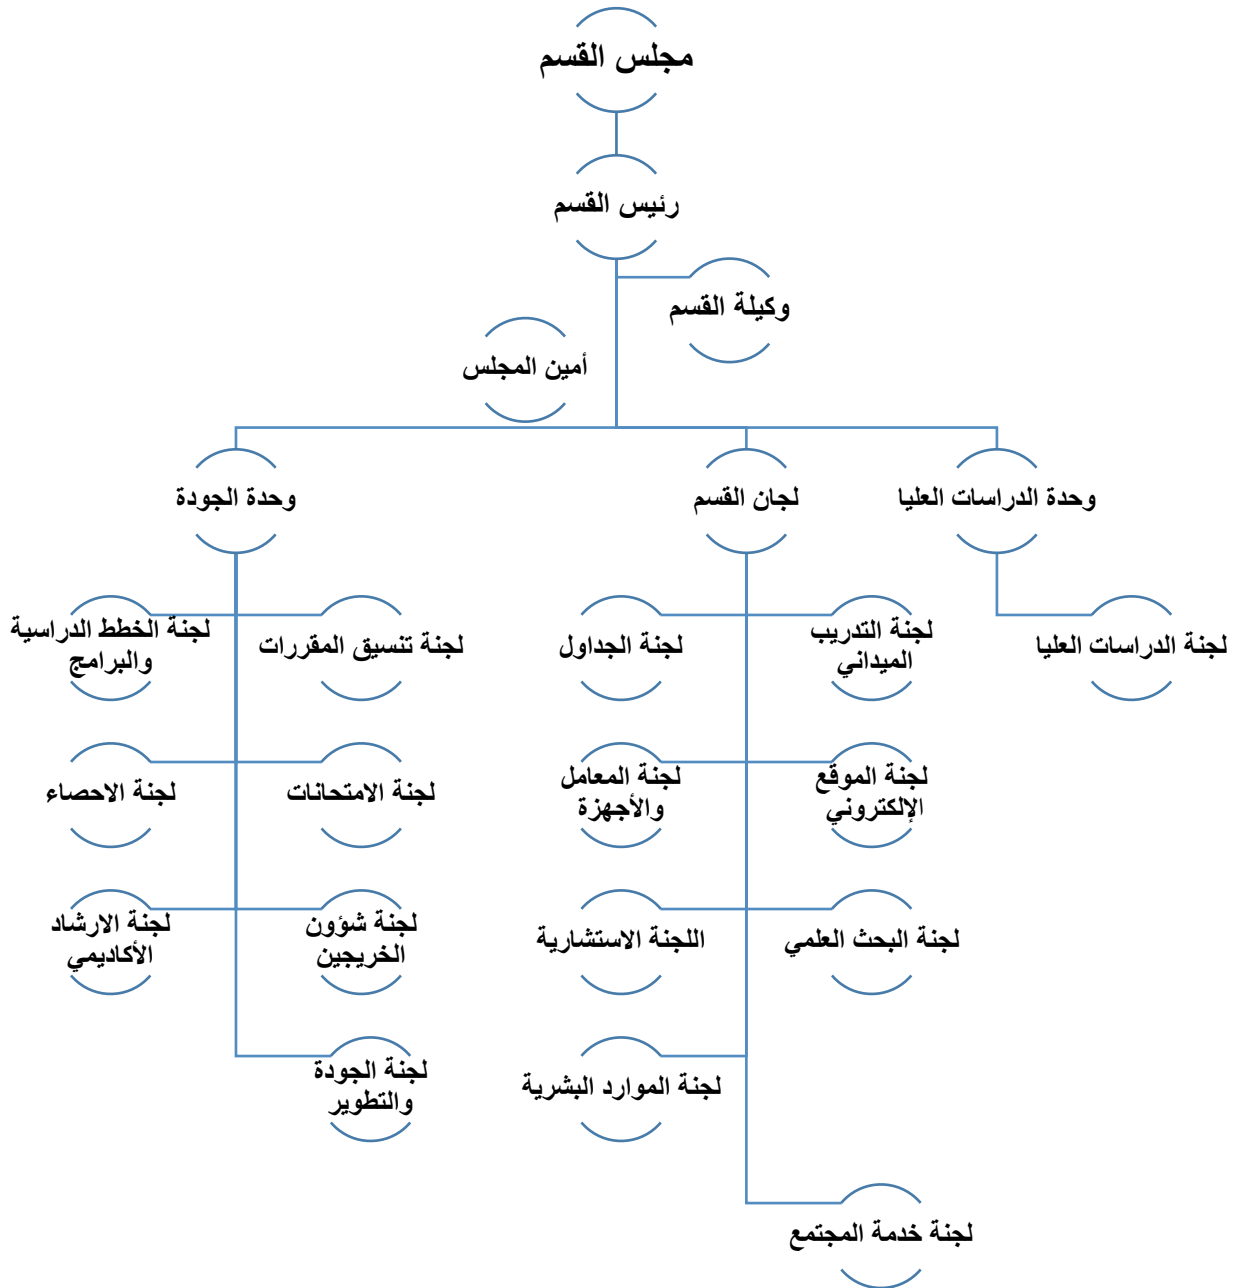 مجلس القسم
رئيس القسم
وكيلة القسم
أمين المجلس
وحدة الدراسات العليا
لجان القسم
وحدة الجودة
لجنة الدراسات العليا
لجنة التدريب
الميداني
لجنة الجداول
لجنة تنسيق المقررات
لجنة الخطط الدراسية
والبرامج
لجنة الموقع
الإلكتروني
لجنة المعامل
والأجهزة
لجنة الامتحانات
لجنة الاحصاء
لجنة البحث العلمي
اللجنة الاستشارية
لجنة شؤون
الخريجين
لجنة الارشاد
الأكاديمي
لجنة الموارد البشرية
لجنة الجودة
والتطوير
لجنة خدمة المجتمع